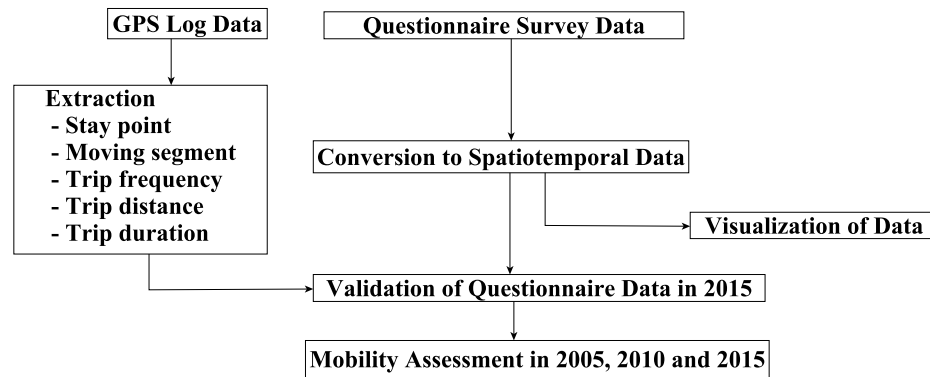 GPS Log Data
Questionnaire Survey Data
Extraction
- Stay point
- Moving segment
- Trip frequency
- Trip distance
- Trip duration
Conversion to Spatiotemporal Data
Visualization of Data
Validation of Questionnaire Data in 2015
Mobility Assessment in 2005, 2010 and 2015